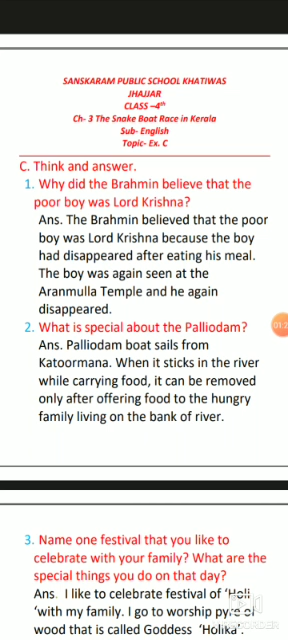 SANSKARAM PUBLIC SCHOOL KHATIWAS
JHAJJAR
CLASS –4th
Ch- 3 The Snake Boat Race in Kerala
Sub- English
Topic- Ex. C
C. Think and answer.
1. Why did the Brahmin believe that the
poor boy was Lord Krishna?
Ans. The Brahmin believed that the poor
boy was Lord Krishna because the boy
had disappeared after eating his meal.
The boy was again seen at the
Aranmulla Temple and he again
disappeared.
01:2
2. What is special about the Palliodam?
Ans. Palliodam boat sails from
Katoormana. When it sticks in the river
while carrying food, it can be removed
only after offering food to the hungry
family living on the bank of river.
3. Name one festival that you like to
celebrate with your family? What are the
special things you do on that day?
Ans. I like to celebrate festival of ‘Holi
‘with my family. I go to worship pyre of
wood that is called Goddess ‘Holika’.